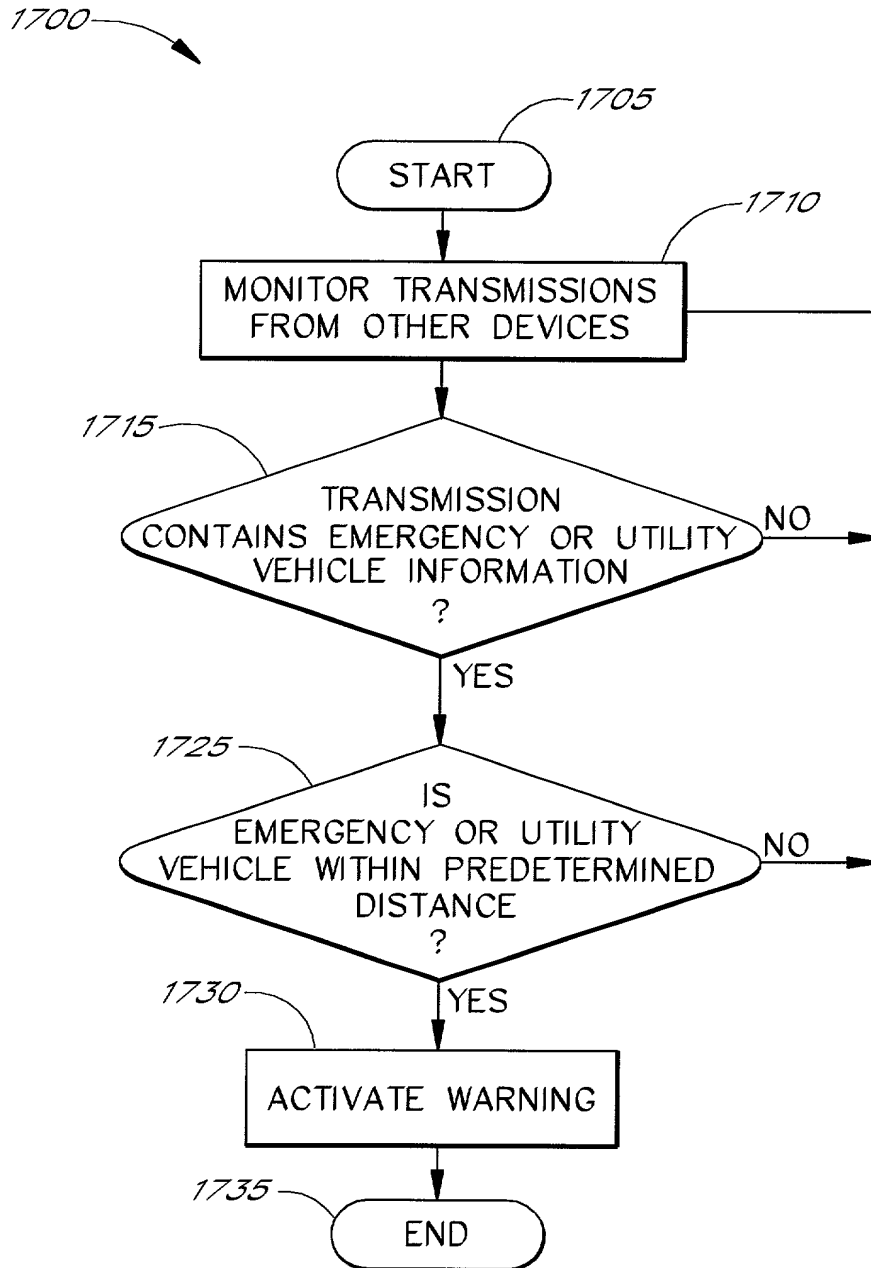 1700
1705
START
1710
MONITOR TRANSMISSIONS
FROM OTHER DEVICES
1715
TRANSMISSION
CONTAINS EMERGENCY OR UTILITY
VEHICLE INFORMATION
?
NO
YES
1725
IS
EMERGENCY OR UTILITY
VEHICLE WITHIN PREDETERMINED
DISTANCE
?
NO
YES
1730
ACTIVATE WARNING
1735
END